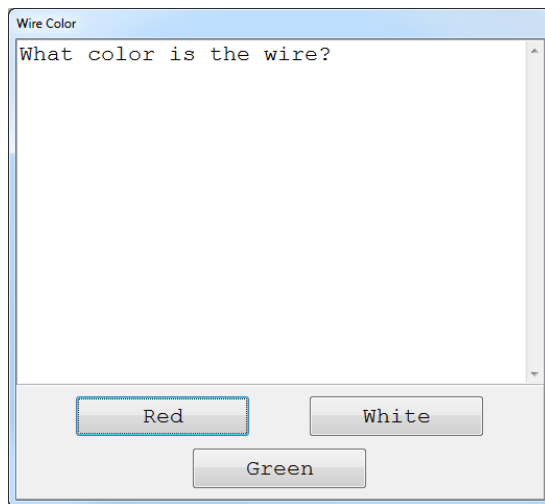 Wire Color
What color is the wire?
Red
White
Green